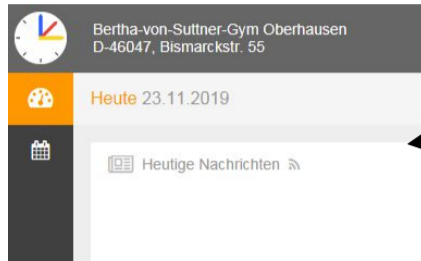 Bertha-von-Suttner-Gym Oberhausen
D-46047, Bismarckstr. 55
Heute 23.11.2019
Heutige Nachrichten